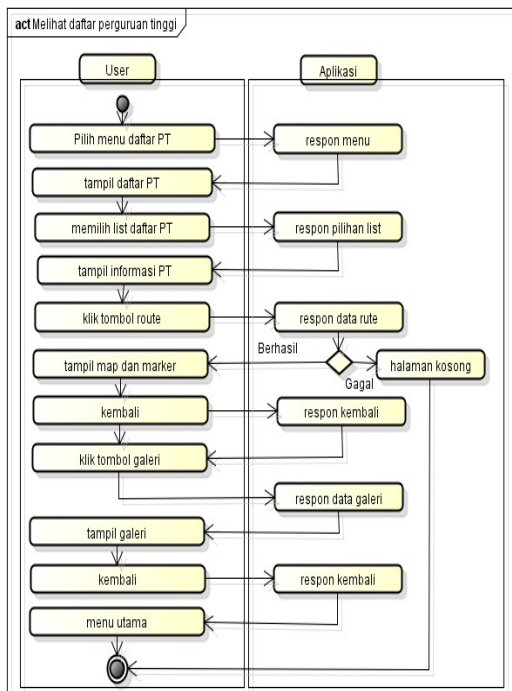 act Melihat daftar perguruan tinggi
User
Aplikasi
Pilih menu daftar PT
respon menu
tampil daftar PT
memilih list daftar PT
respon pilihan list
tampil informasi PT
klik tombol route
respon data rute
Berhasil
tampil map dan marker
halaman kosong
Gagal
kembali
respon kembali
klik tombol galeri
respon data galeri
tampil galeri
kembali
respon kembali
menu utama